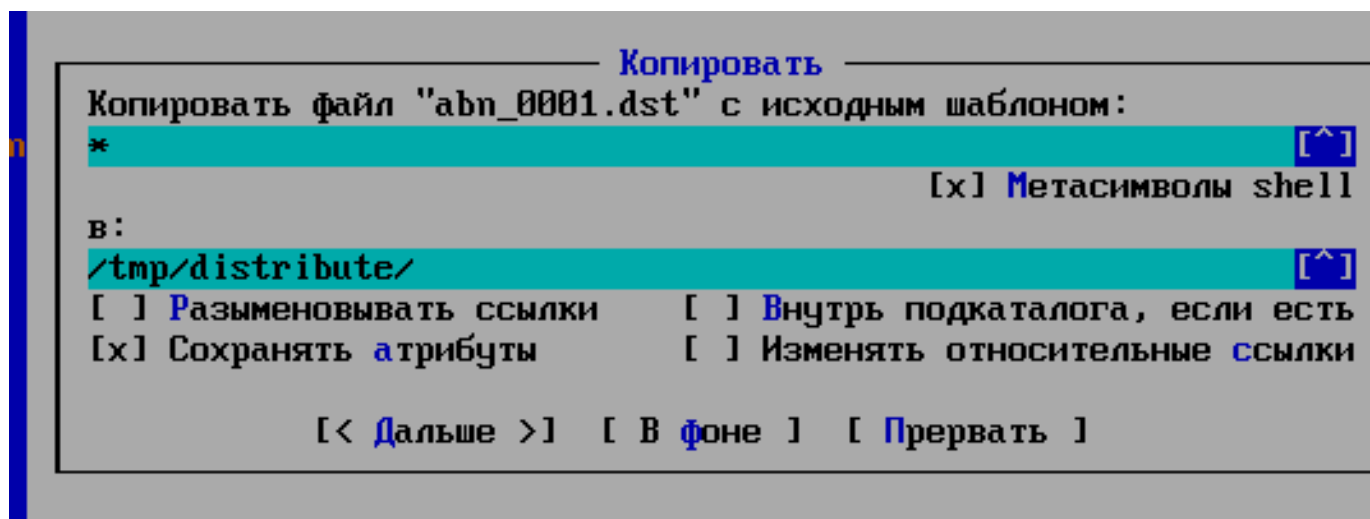 Копировать
Копировать файл "abn_0001.dst" с исходным шаблоном:
n * [^]
[x] Метасимволы shell
в:
/tmp/distribute/ [^]
[ ] Разыменовывать ссылки [ ] Внутрь подкаталога, если есть
[x] Сохранять атрибуты [ ] Изменять относительные ссылки
[< Дальше >] [ В фоне ] [ Прервать ]